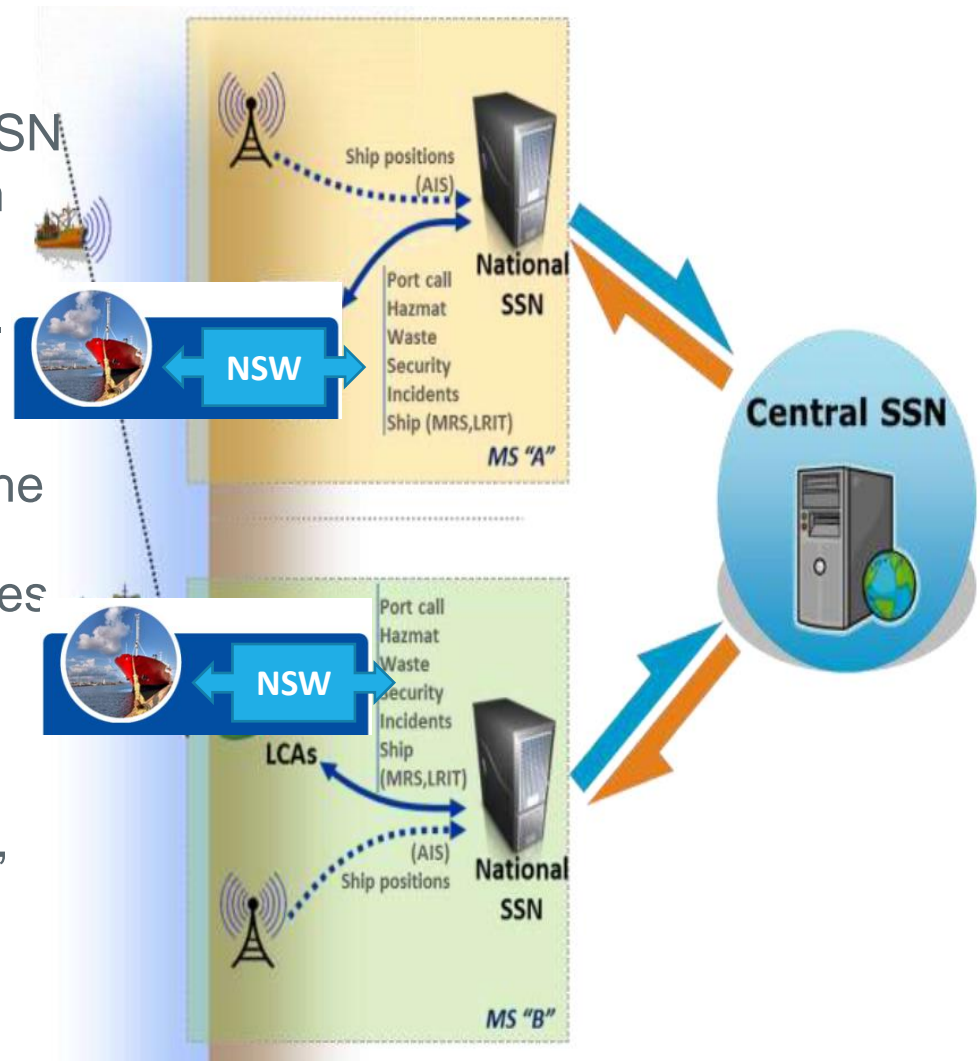 SN
Ship positions
(AIS)
National
SSN
Port call
Hazmat
Waste
Security
Incidents
Ship (MRS,LRIT)
NSW
MS "A"
Central SSN
ne
es
Port call
Hazmat
Waste
Security
Incidents
Ship
(MRS,LRIT)
NSW
LCAs
(AIS)
Ship positions
National
SSN
,
MS "B"